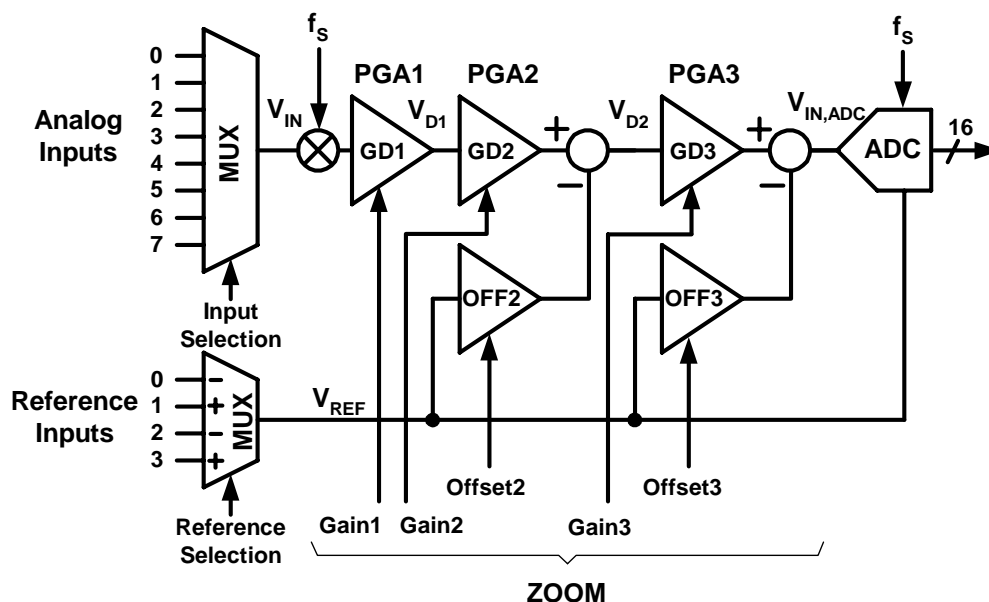 f_S
f_S
PGA1 PGA2 PGA3
0
1
2
3
4
5
6
7
Analog
Inputs
MUX
V_IN
GD1
V_D1
GD2
+
−
V_D2
GD3
+
−
V_IN,ADC
ADC
16
OFF2
OFF3
Input
Selection
Reference
Inputs
0 −
1 +
2 −
3 +
MUX
V_REF
Offset2
Offset3
Reference
Selection
Gain1
Gain2
Gain3
ZOOM